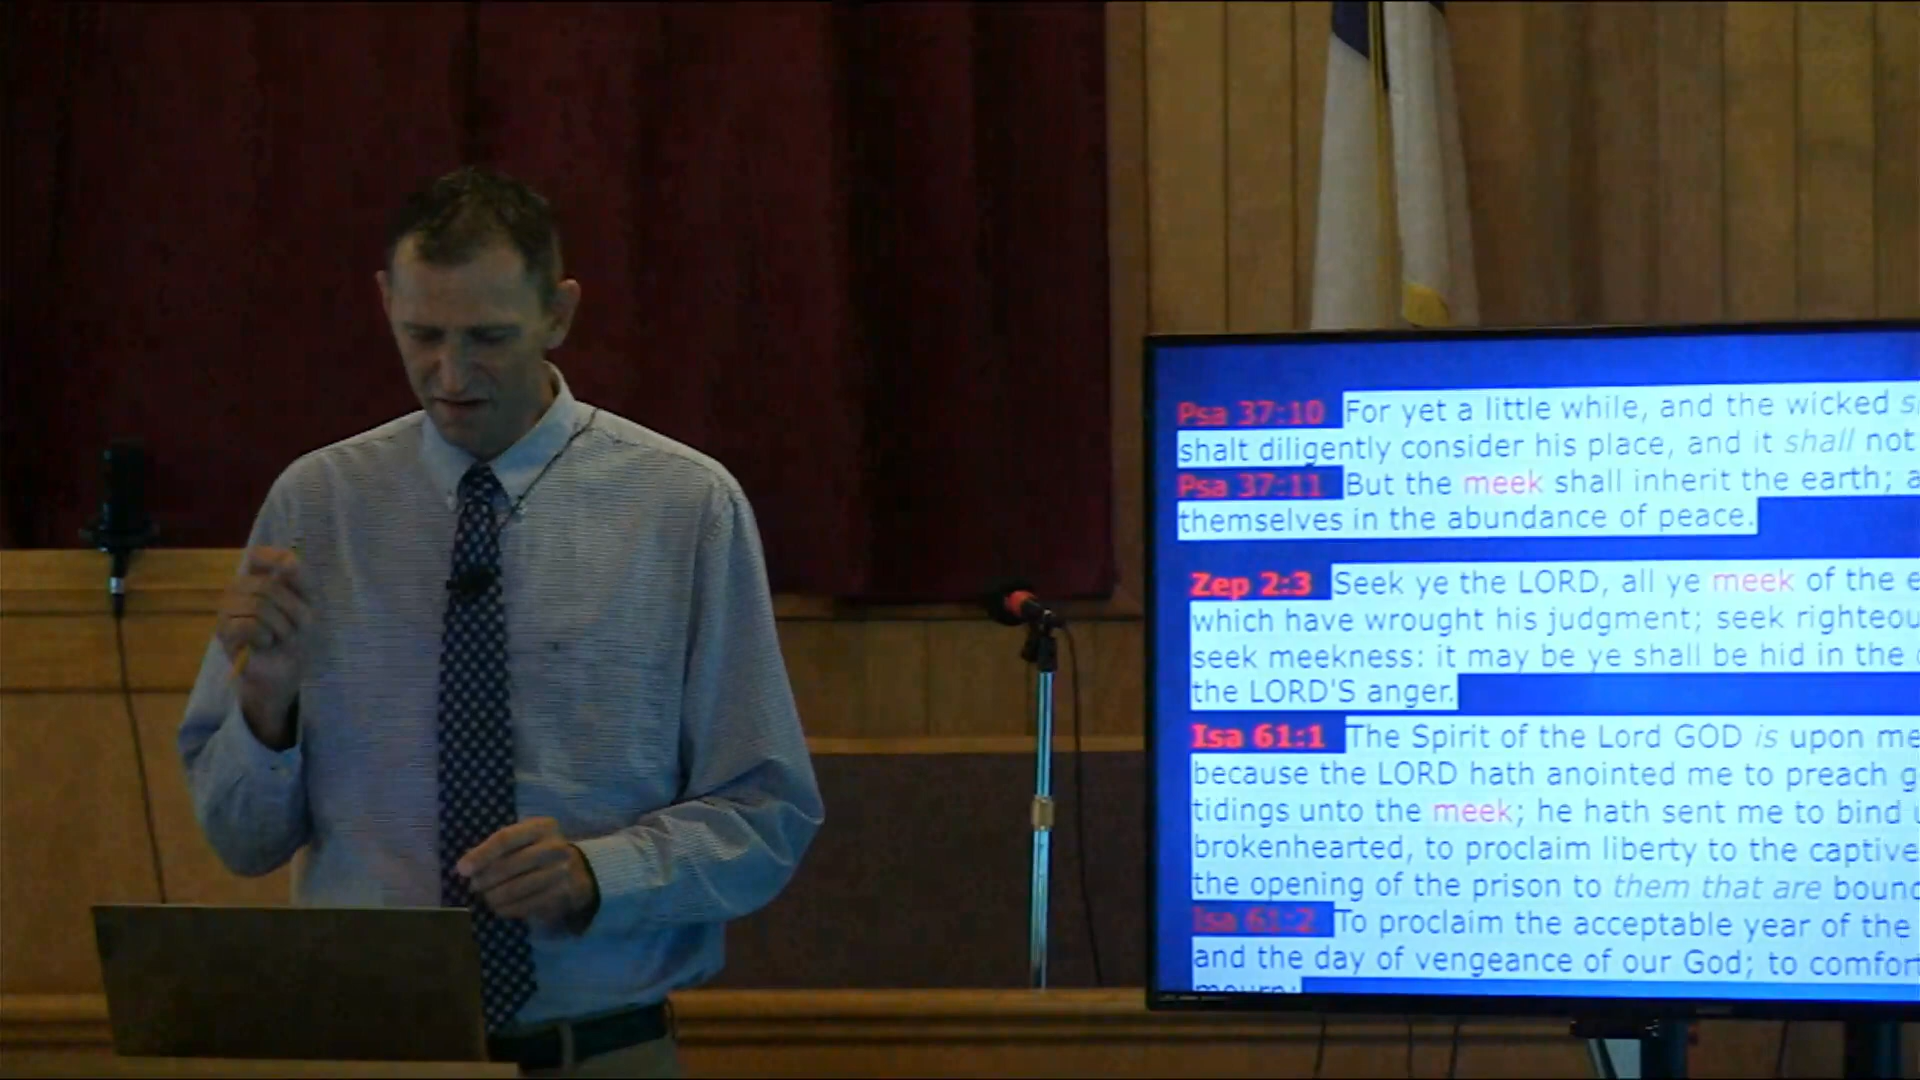 Psa 37:10 For yet a little while, and the wicked
shalt diligently consider his place, and it shall not
Psa 37:11 But the meek shall inherit the earth;
themselves in the abundance of peace.
Zep 2:3 Seek ye the LORD, all ye meek of the
which have wrought his judgment; seek
seek meekness: it may be ye shall be hid in the
the LORD'S anger.
Isa 61:1 The Spirit of the Lord GOD is upon me
because the LORD hath anointed me to preach
tidings unto the meek; he hath sent me to bind
brokenhearted, to proclaim liberty to the
the opening of the prison to them that are
Isa 61:2 To proclaim the acceptable year of the
and the day of vengeance of our God; to
mourn;